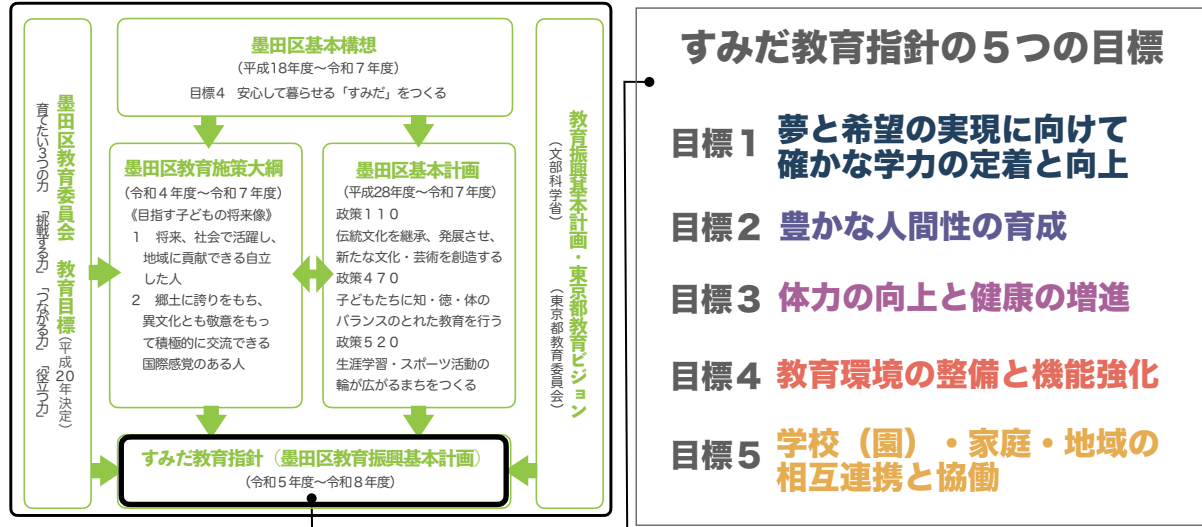 墨田区基本構想
(平成18年度〜令和7年度)
目標4 安心して暮らせる「すみだ」をつくる
墨田区教育委員会 教育目標(平成20年決定)
育てたい3つの力 「挑戦する力」 「つながる力」 「役立つ力」
墨田区教育施策大綱
(令和4年度〜令和7年度)
《目指す子どもの将来像》
1 将来、社会で活躍し、
地域に貢献できる自立
した人
2 郷土に誇りをもち、
異文化とも敬意をもっ
て積極的に交流できる
国際感覚のある人
墨田区基本計画
(平成28年度〜令和7年度)
政策110
伝統文化を継承、発展させ、
新たな文化・芸術を創造する
政策470
子どもたちに知・徳・体の
バランスのとれた教育を行う
政策520
生涯学習・スポーツ活動の
輪が広がるまちをつくる
教育振興基本計画・東京都教育ビジョン
(文部科学省) (東京都教育委員会)
すみだ教育指針(墨田区教育振興基本計画)
(令和5年度〜令和8年度)
すみだ教育指針の5つの目標
目標1 夢と希望の実現に向けて
確かな学力の定着と向上
目標2 豊かな人間性の育成
目標3 体力の向上と健康の増進
目標4 教育環境の整備と機能強化
目標5 学校(園)・家庭・地域の
相互連携と協働